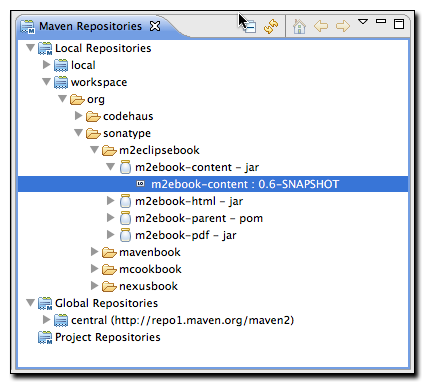 Maven Repositories
Local Repositories
local
workspace
org
codehaus
sonatype
m2eclipsebook
m2ebook-content - jar
m2ebook-content : 0.6-SNAPSHOT
m2ebook-html - jar
m2ebook-parent - pom
m2ebook-pdf - jar
mavenbook
mcookbook
nexusbook
Global Repositories
central (http://repo1.maven.org/maven2)
Project Repositories